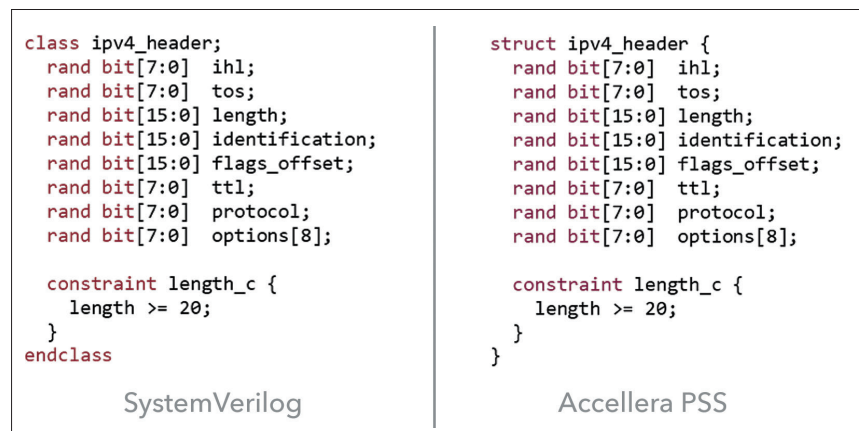 class ipv4_header;
  rand bit[7:0]  ihl;
  rand bit[7:0]  tos;
  rand bit[15:0] length;
  rand bit[15:0] identification;
  rand bit[15:0] flags_offset;
  rand bit[7:0]  ttl;
  rand bit[7:0]  protocol;
  rand bit[7:0]  options[8];

  constraint length_c {
    length >= 20;
  }
endclass
SystemVerilog
struct ipv4_header {
  rand bit[7:0]  ihl;
  rand bit[7:0]  tos;
  rand bit[15:0] length;
  rand bit[15:0] identification;
  rand bit[15:0] flags_offset;
  rand bit[7:0]  ttl;
  rand bit[7:0]  protocol;
  rand bit[7:0]  options[8];

  constraint length_c {
    length >= 20;
  }
}
Accellera PSS